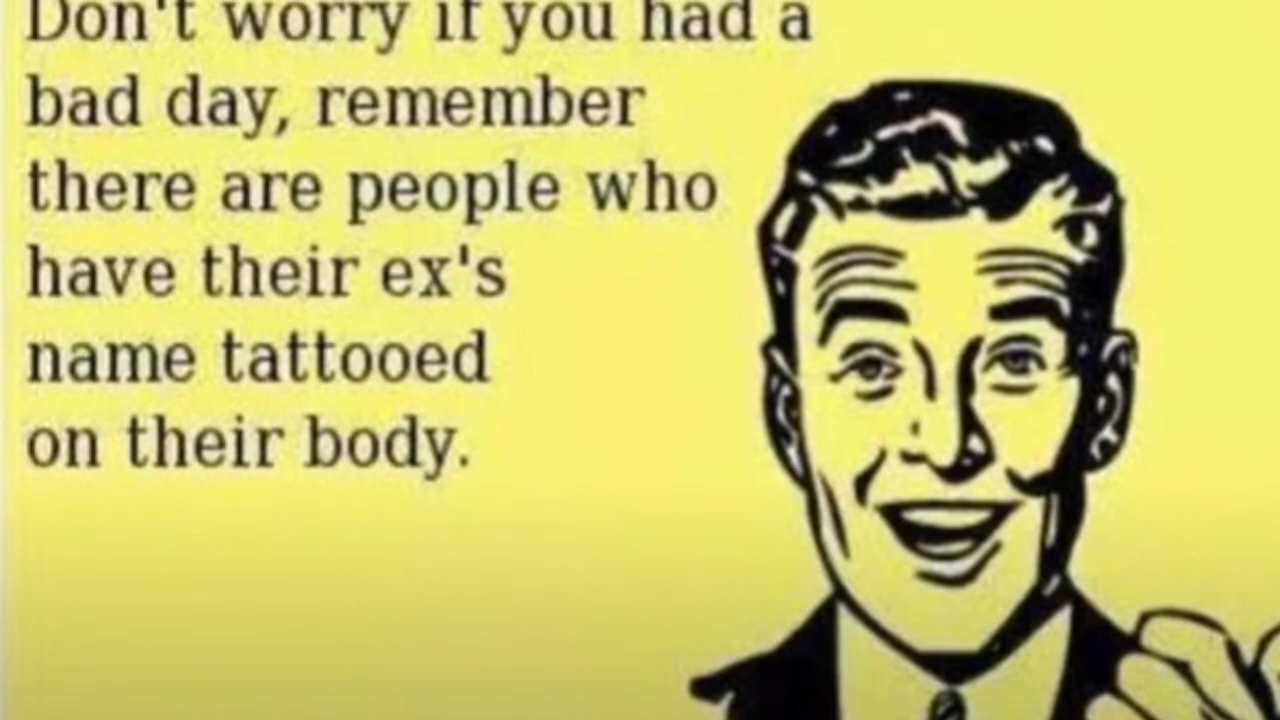 Don't worry if you had a
bad day, remember
there are people who
have their ex's
name tattooed
on their body.